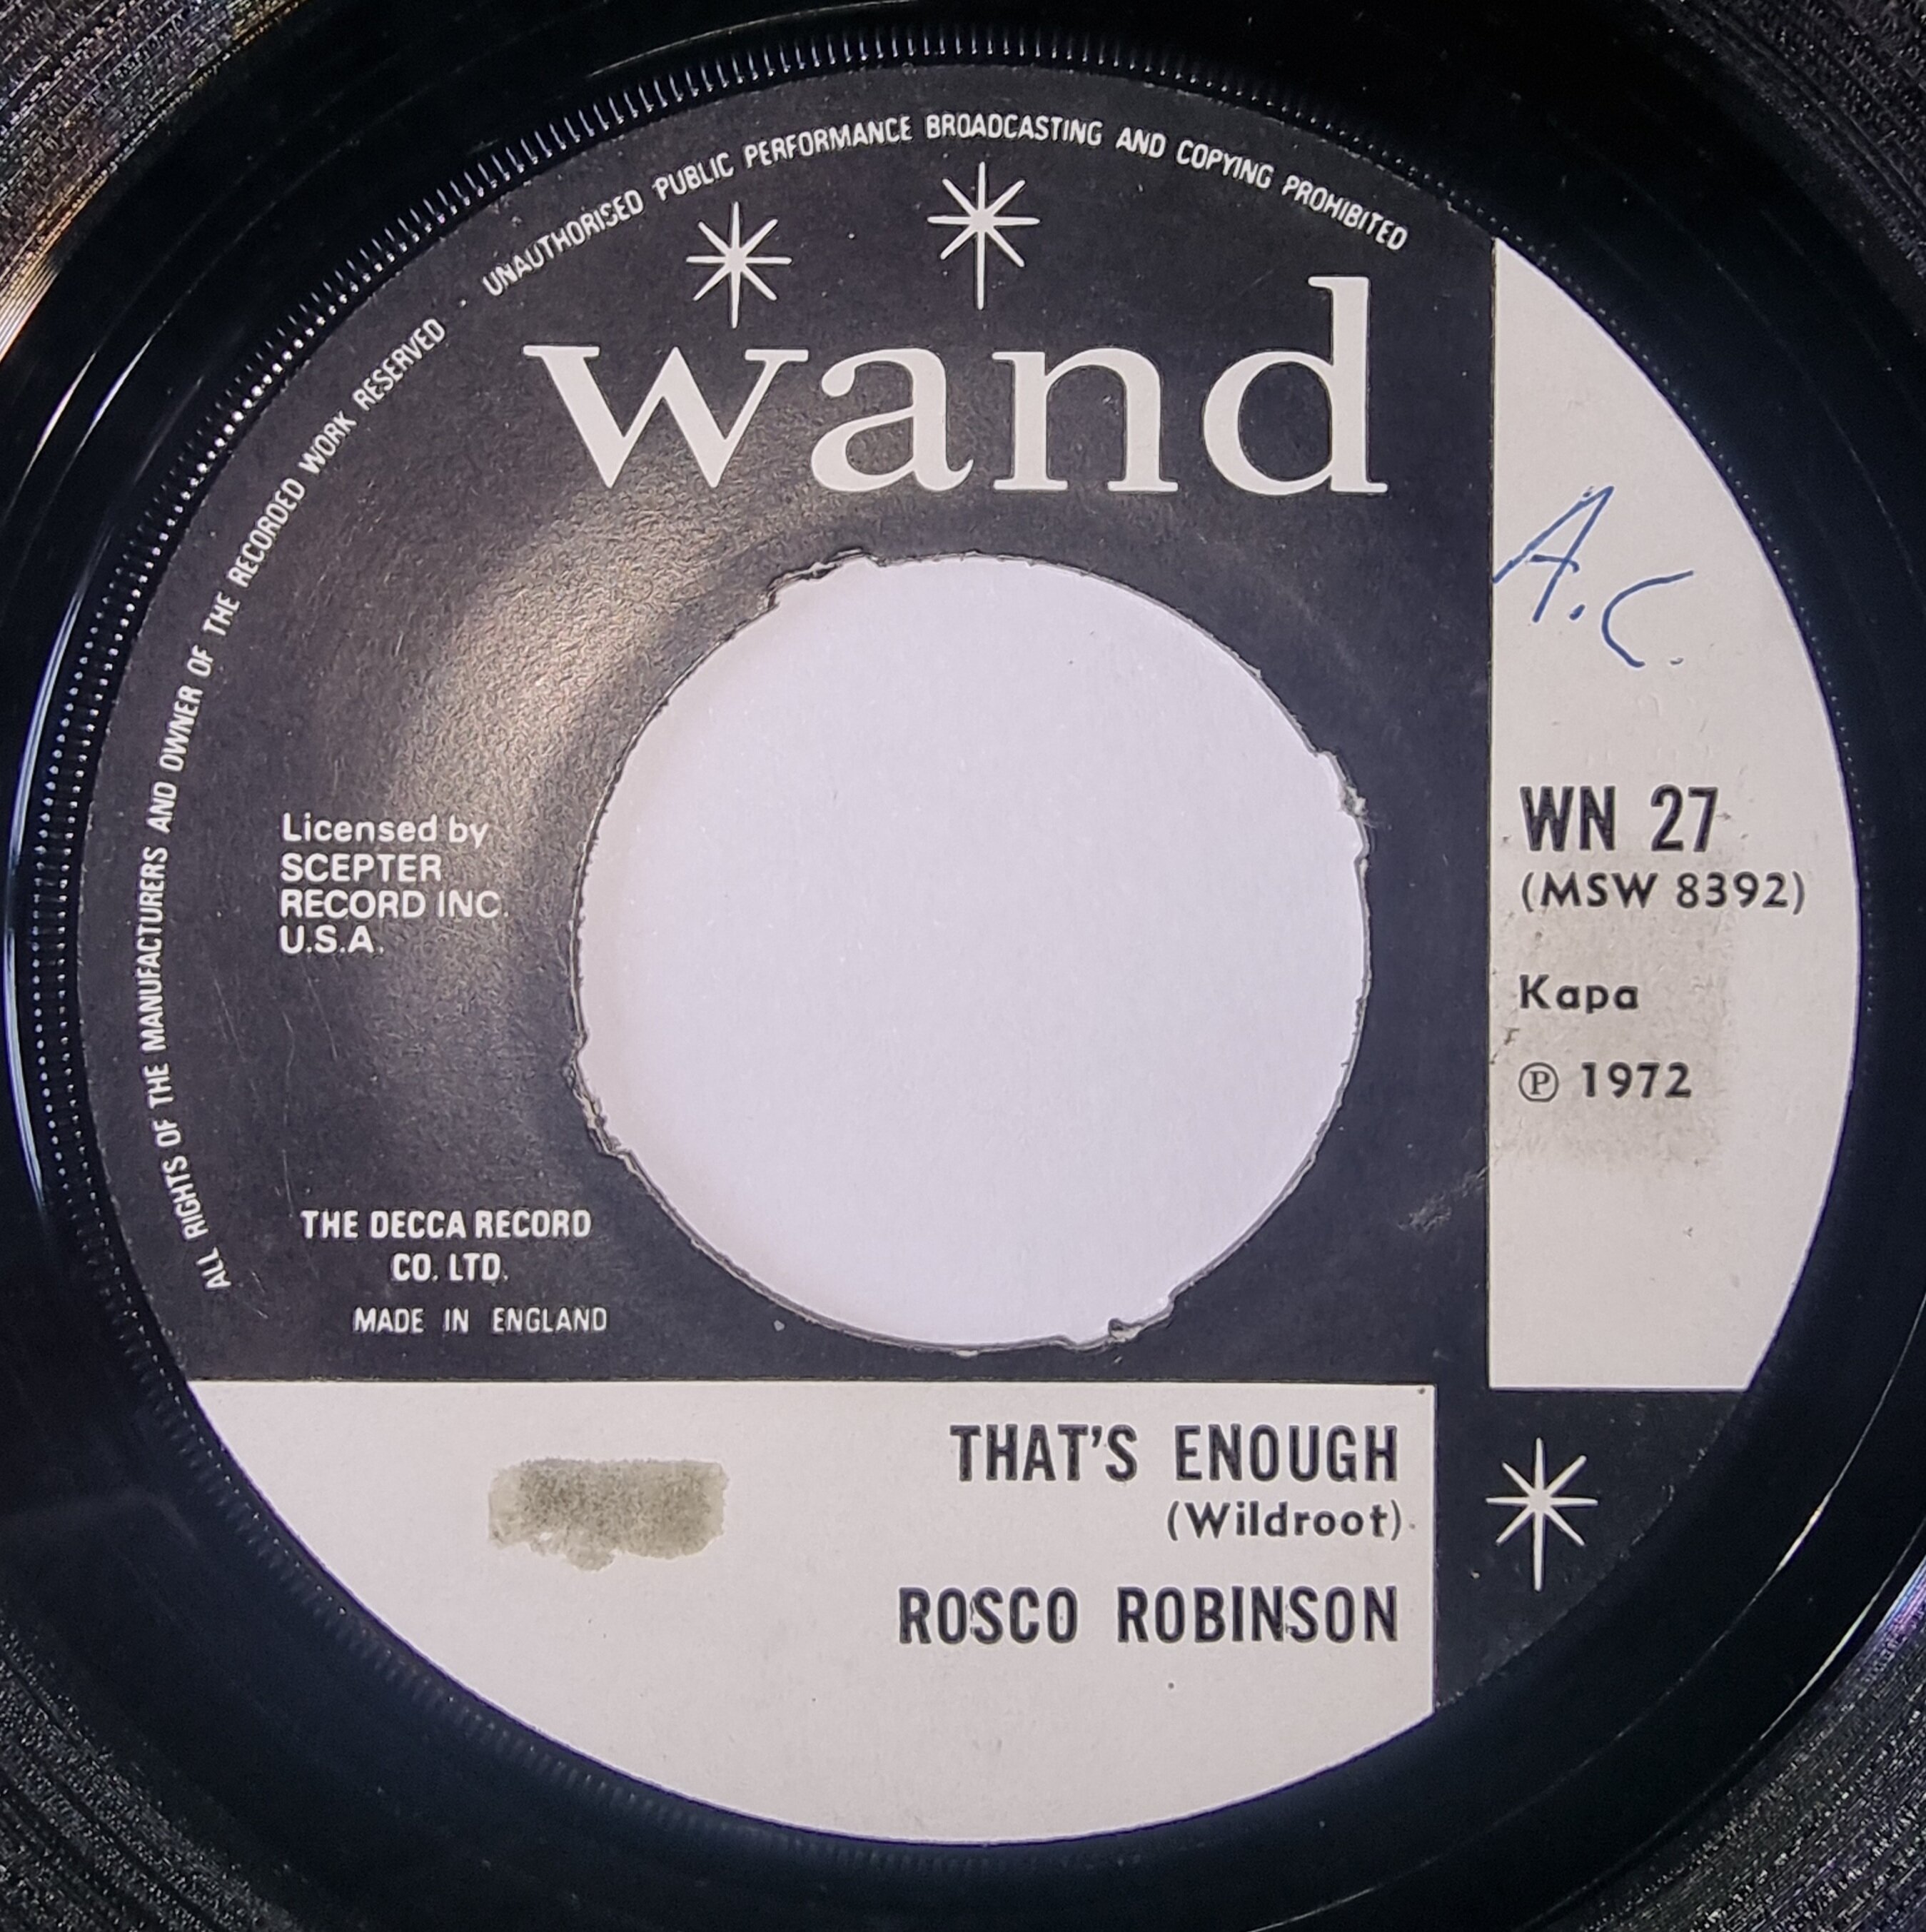 ALL RIGHTS OF THE MANUFACTURERS AND OWNER OF THE RECORDED WORK RESERVED · UNAUTHORISED PUBLIC PERFORMANCE BROADCASTING AND COPYING PROHIBITED
wand
A.C.
Licensed by
SCEPTER
RECORD INC.
U.S.A.
WN 27
(MSW 8392)
Kapa
℗ 1972
THE DECCA RECORD
CO. LTD.
MADE IN ENGLAND
THAT'S ENOUGH
(Wildroot)
ROSCO ROBINSON